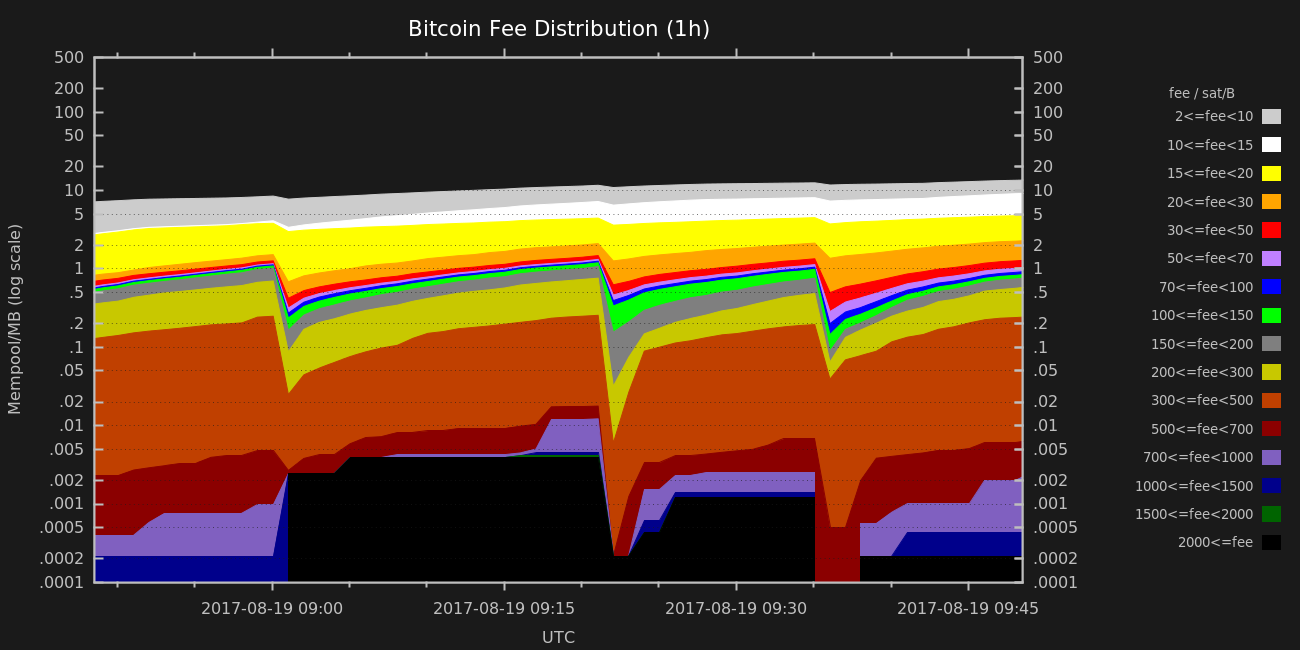 Bitcoin Fee Distribution (1h)
500
200
100
50
20
10
5
2
1
.5
.2
.1
.05
.02
.01
.005
.002
.001
.0005
.0002
.0001
Mempool/MB (log scale)
500
200
100
50
20
10
5
2
1
.5
.2
.1
.05
.02
.01
.005
.002
.001
.0005
.0002
.0001
2017-08-19 09:00
2017-08-19 09:15
2017-08-19 09:30
2017-08-19 09:45
UTC
fee / sat/B
2<=fee<10
10<=fee<15
15<=fee<20
20<=fee<30
30<=fee<50
50<=fee<70
70<=fee<100
100<=fee<150
150<=fee<200
200<=fee<300
300<=fee<500
500<=fee<700
700<=fee<1000
1000<=fee<1500
1500<=fee<2000
2000<=fee